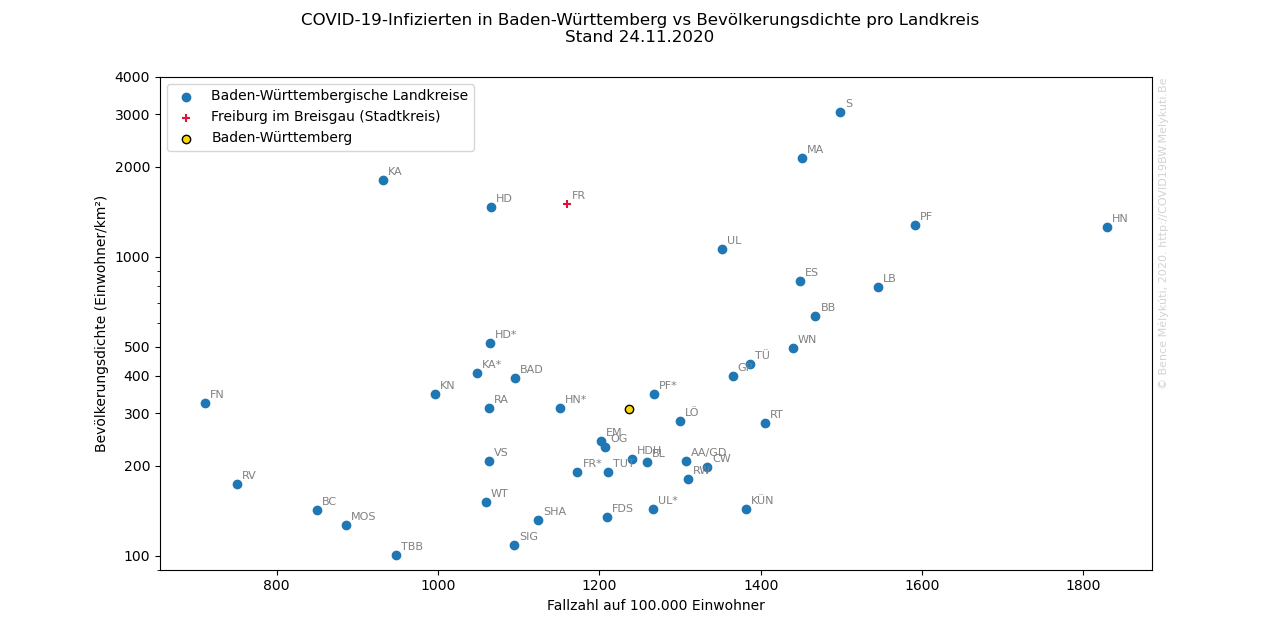 COVID-19-Infizierten in Baden-Württemberg vs Bevölkerungsdichte pro Landkreis
Stand 24.11.2020
Baden-Württembergische Landkreise
Freiburg im Breisgau (Stadtkreis)
Baden-Württemberg
Bevölkerungsdichte (Einwohner/km²)
4000
3000
2000
1000
500
400
300
200
100
S
MA
KA
HD
FR
PF
HN
UL
ES
LB
BB
HD*
WN
TÜ
KA*
BAD
GP
KN
PF*
FN
RA
HN*
LÖ
RT
EM
OG
VS
HDH
BL
AA/GD
CW
FR*
TUT
RW
RV
WT
BC
UL*
KÜN
MOS
SHA
FDS
SIG
TBB
800
1000
1200
1400
1600
1800
Fallzahl auf 100.000 Einwohner
© Bence Mélykúti, 2020. http://COVID19BW.Melykuti.Be